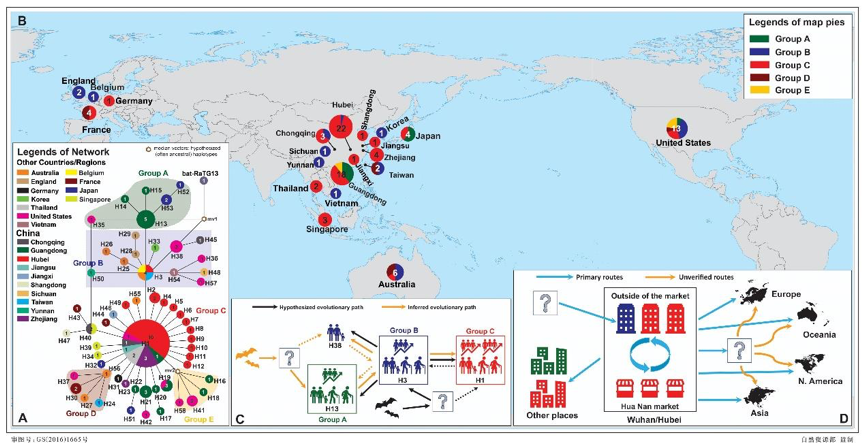 B
Legends of map pies
Group A
Group B
Group C
Group D
Group E
England
2
Belgium
1
1
Germany
4
France
Hubei
22
Shangdong
1
Korea
1
4
Japan
Chongqing
3
1
Jiangsu
Sichuan
1
4
Zhejiang
Yunnan
1
1
Jiangxi
2
Taiwan
18
Guangdong
Thailand
2
1
Vietnam
Singapore
3
13
United States
6
Australia
Legends of Network
Other Countries/Regions
Australia
England
Germany
Korea
Thailand
United States
Vietnam
Belgium
France
Japan
Singapore
China
Chongqing
Guangdong
Hubei
Jiangsu
Jiangxi
Shangdong
Sichuan
Taiwan
Yunnan
Zhejiang
median vectors: hypothesized
(often ancestral) haplotypes
Group A
bat-RaTG13
H15
H52
H14
H53
H13
5
mv1
H35
H29
H33
H45
H26
H28
H38
H36
H25
H3
H54
H48
H57
Group B
H50
H55
H2
H4
H49
H5
H6
Group C
H44
H46
H7
H8
H43
H9
H47
H40
H10
H39
H11
H34
H12
H32
H1
H56
mv2
H37
H31
H22
H19
H16
H23
H21
H30
H20
H18
H27
H24
H17
H41
H51
H42
H58
Group D
Group E
A
Hypothesized evolutionary path
Inferred evolutionary path
Group B
Group C
H38
?
H3
H1
H13
Group A
?
C
Primary routes
Unverified routes
?
Outside of the market
Hua Nan market
Wuhan/Hubei
Other places
?
Europe
Oceania
N. America
Asia
D
审图号:GS(2016)1665号
自然资源部 监制